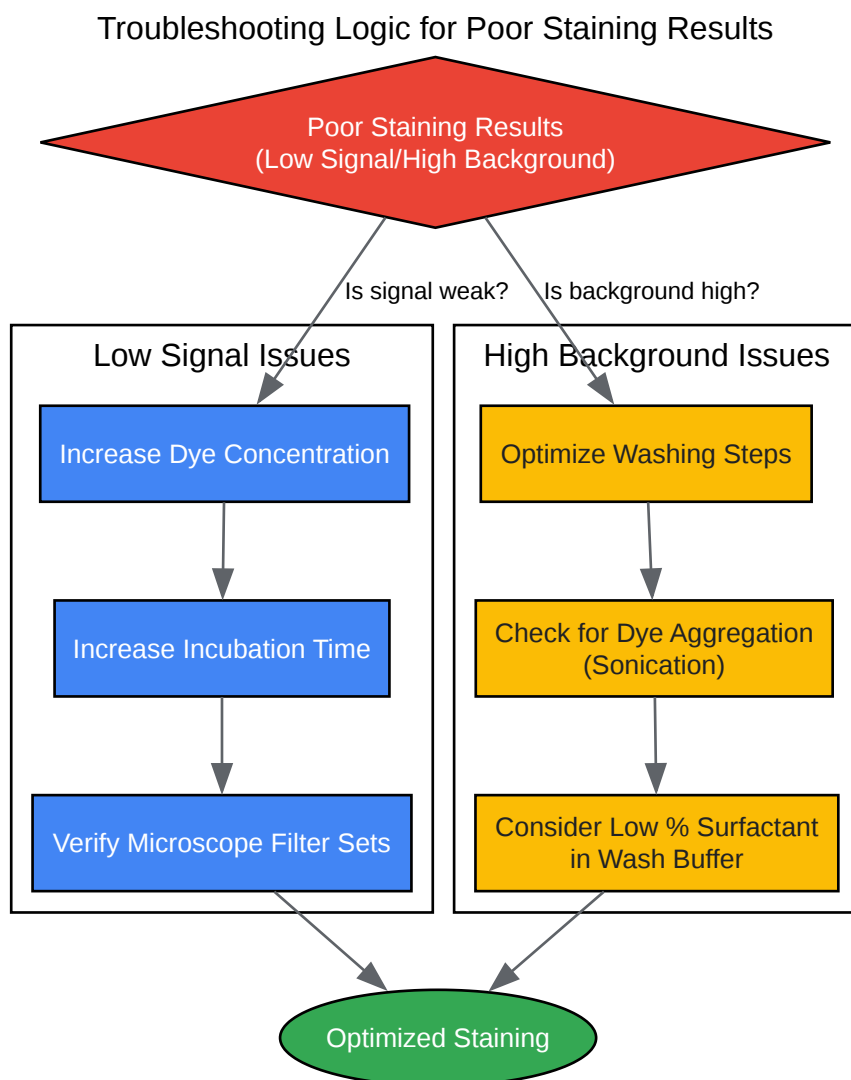 Troubleshooting Logic for Poor Staining Results
Poor Staining Results
(Low Signal/High Background)
Is signal weak?
Is background high?
Low Signal Issues
High Background Issues
Increase Dye Concentration
Optimize Washing Steps
Increase Incubation Time
Check for Dye Aggregation
(Sonication)
Verify Microscope Filter Sets
Consider Low % Surfactant
in Wash Buffer
Optimized Staining